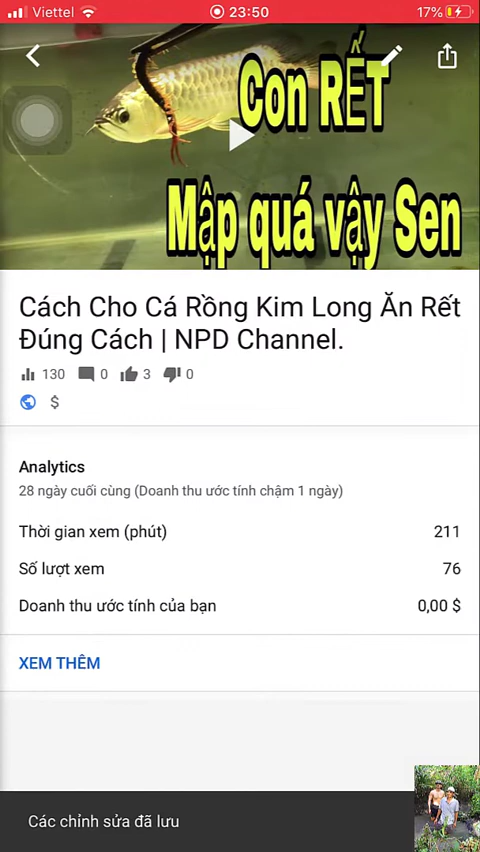 Viettel 23:50 17%
Con RẾT
Mập quá vậy Sen
Cách Cho Cá Rồng Kim Long Ăn Rết
Đúng Cách | NPD Channel.
130 0 3 0
$
Analytics
28 ngày cuối cùng (Doanh thu ước tính chậm 1 ngày)
Thời gian xem (phút) 211
Số lượt xem 76
Doanh thu ước tính của bạn 0,00 $
XEM THÊM
Các chỉnh sửa đã lưu